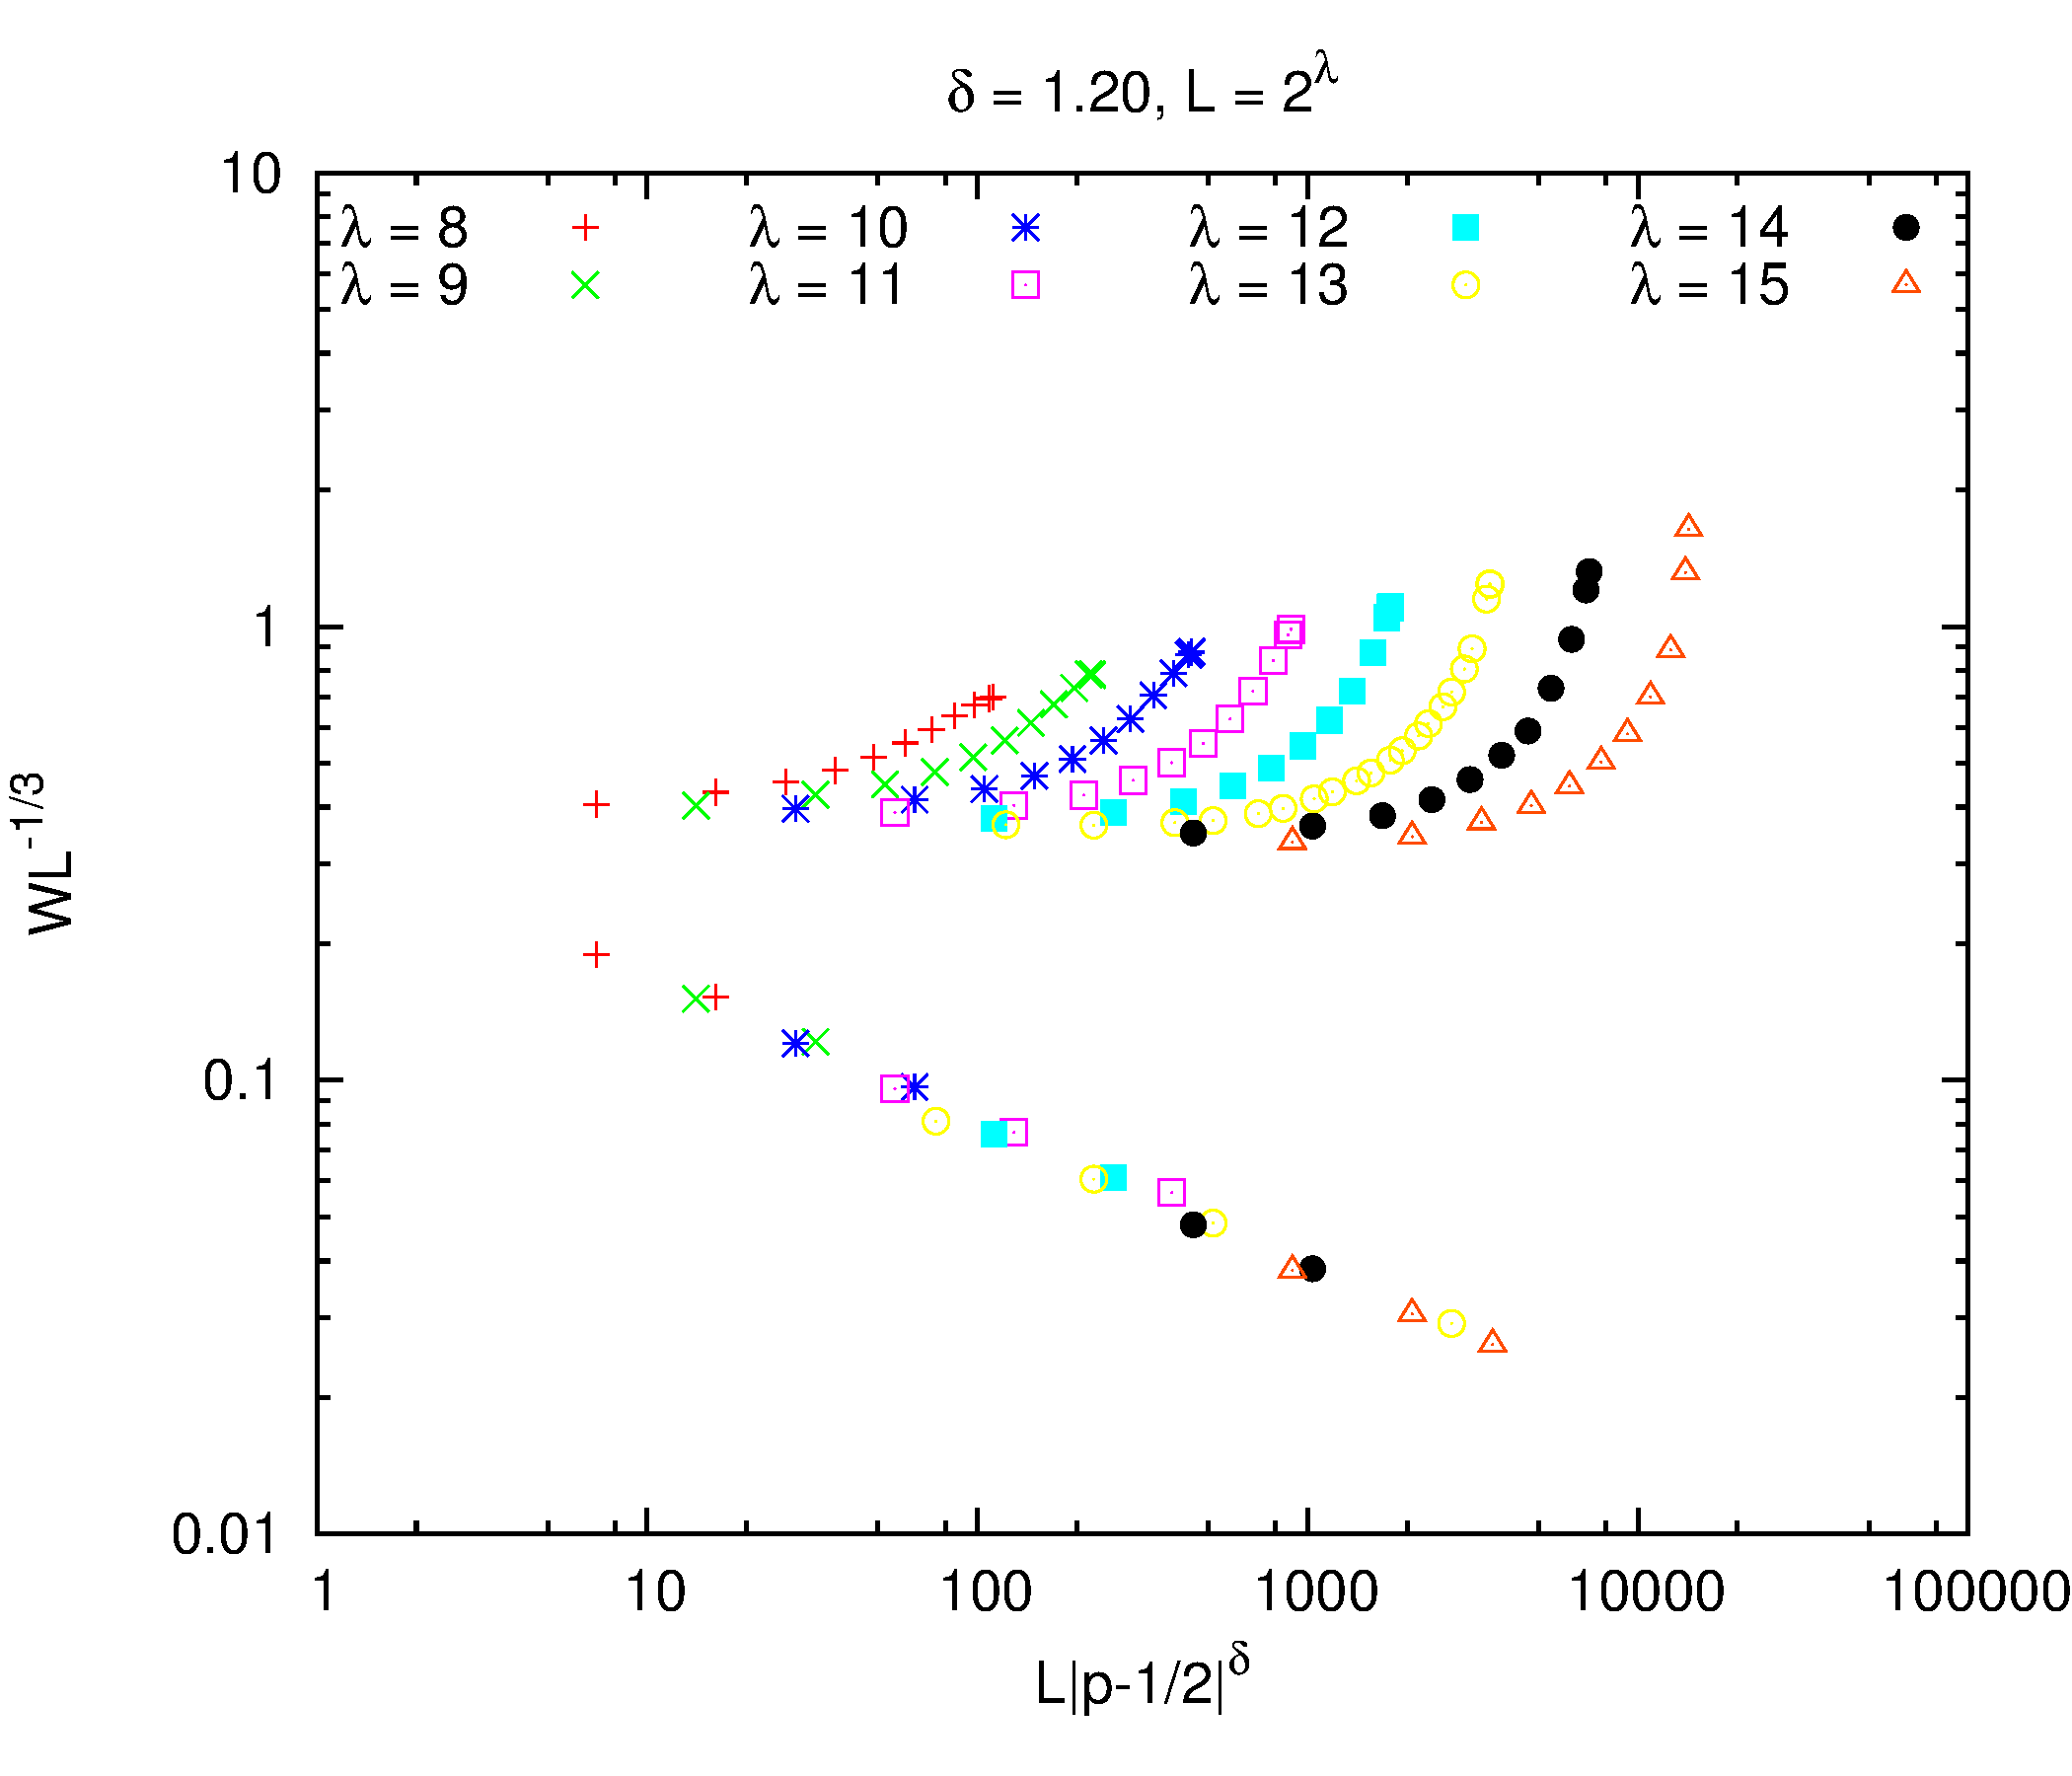 δ = 1.20, L = 2^λ
10
λ = 8 λ = 10 λ = 12 λ = 14
λ = 9 λ = 11 λ = 13 λ = 15
1
WL^-1/3
0.1
0.01
1 10 100 1000 10000 100000
L|p-1/2|^δ